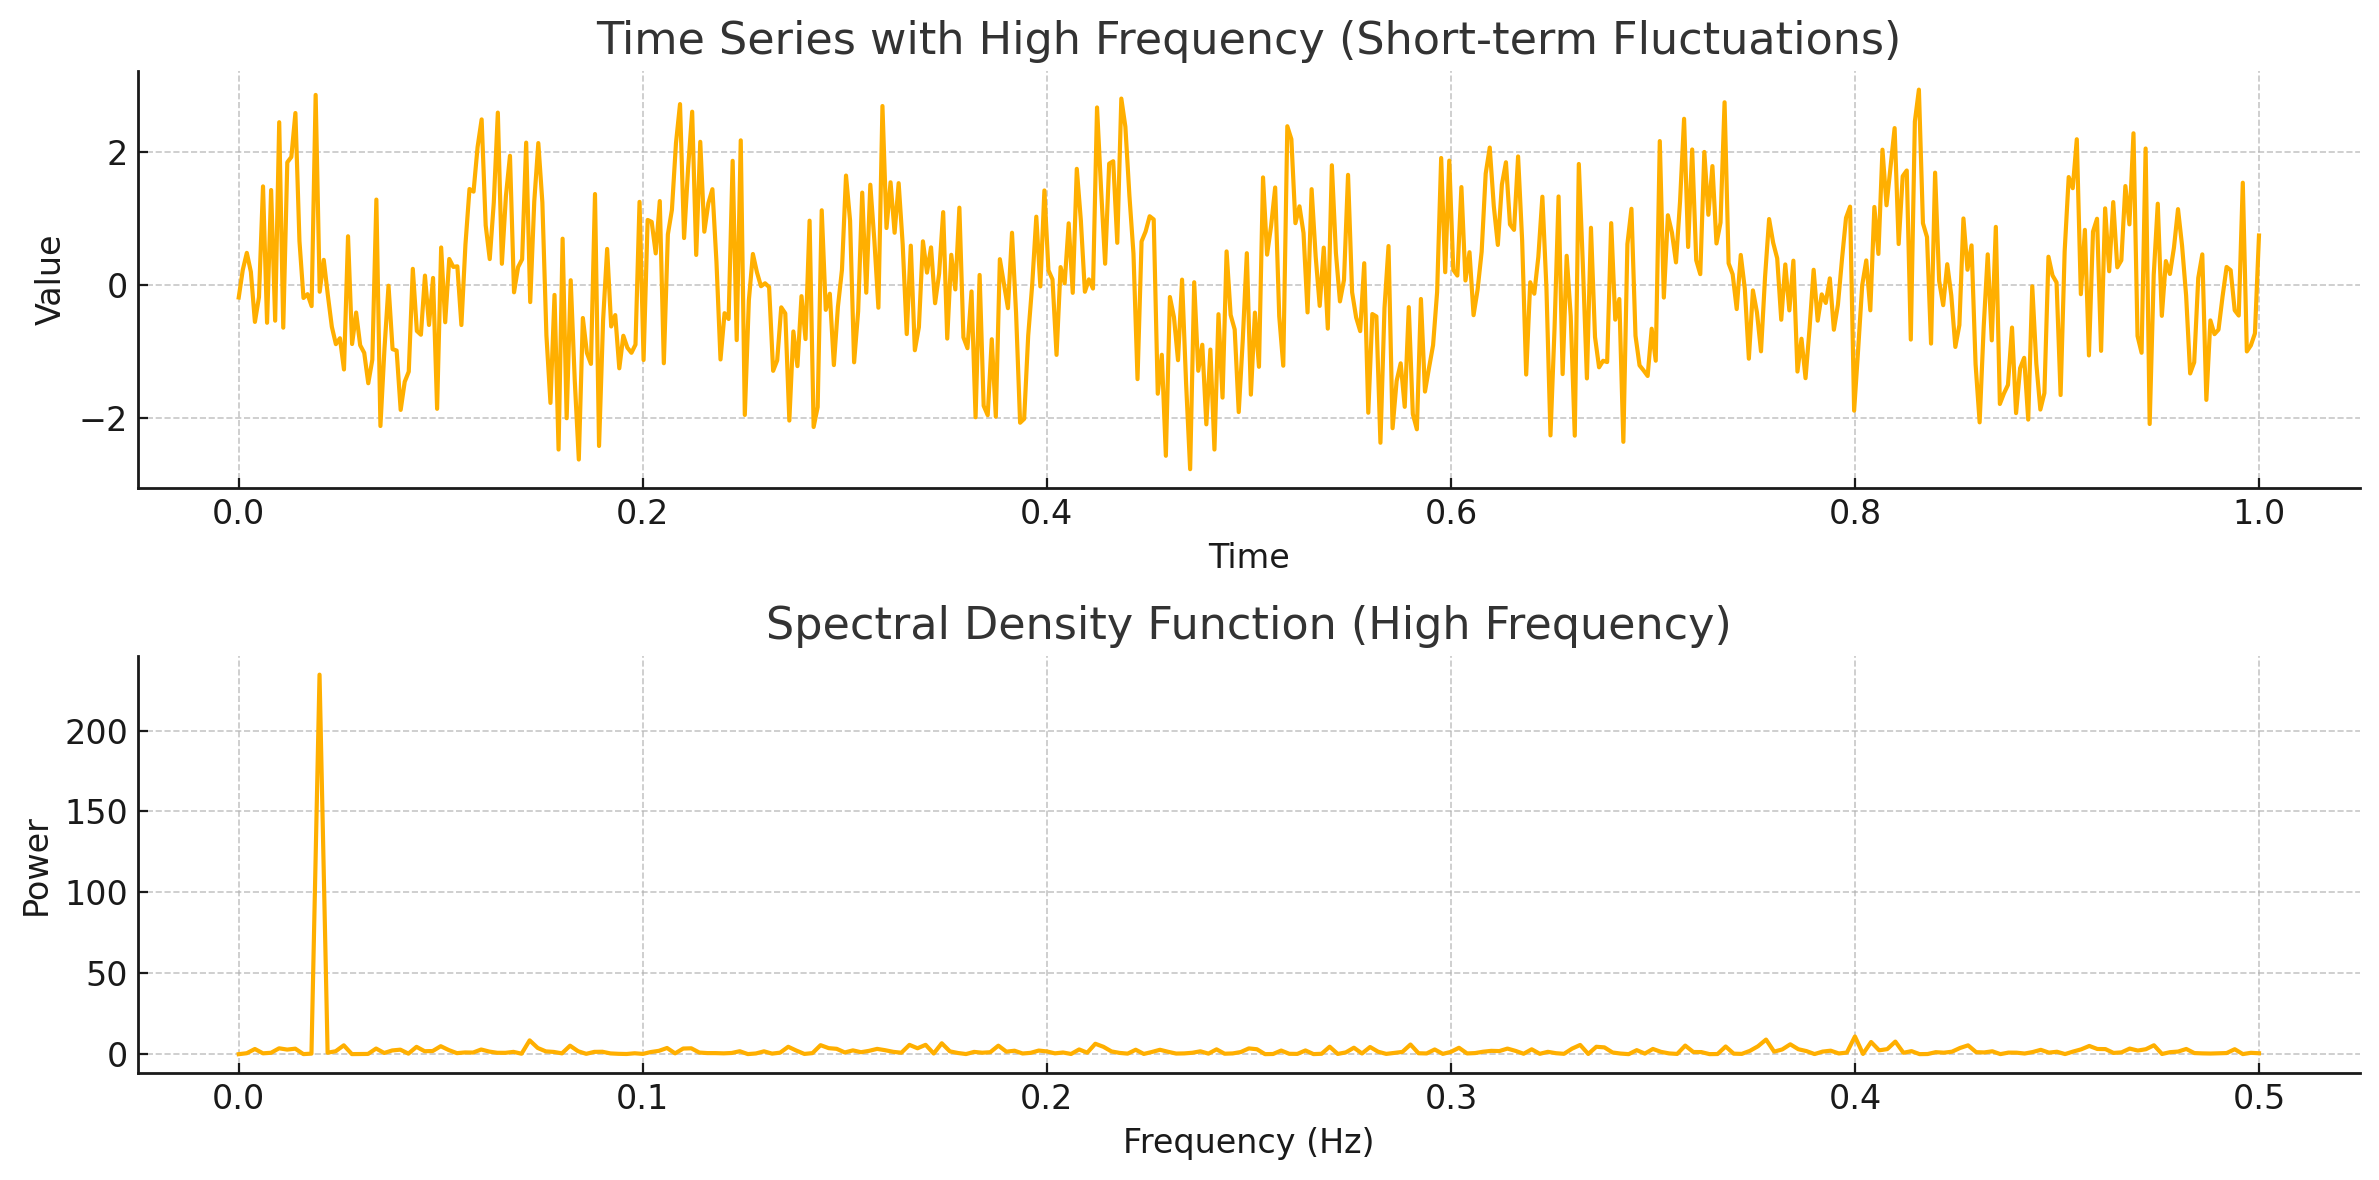 Time Series with High Frequency (Short-term Fluctuations)
Value
2
0
−2
0.0 0.2 0.4 0.6 0.8 1.0
Time
Spectral Density Function (High Frequency)
Power
200
150
100
50
0
0.0 0.1 0.2 0.3 0.4 0.5
Frequency (Hz)